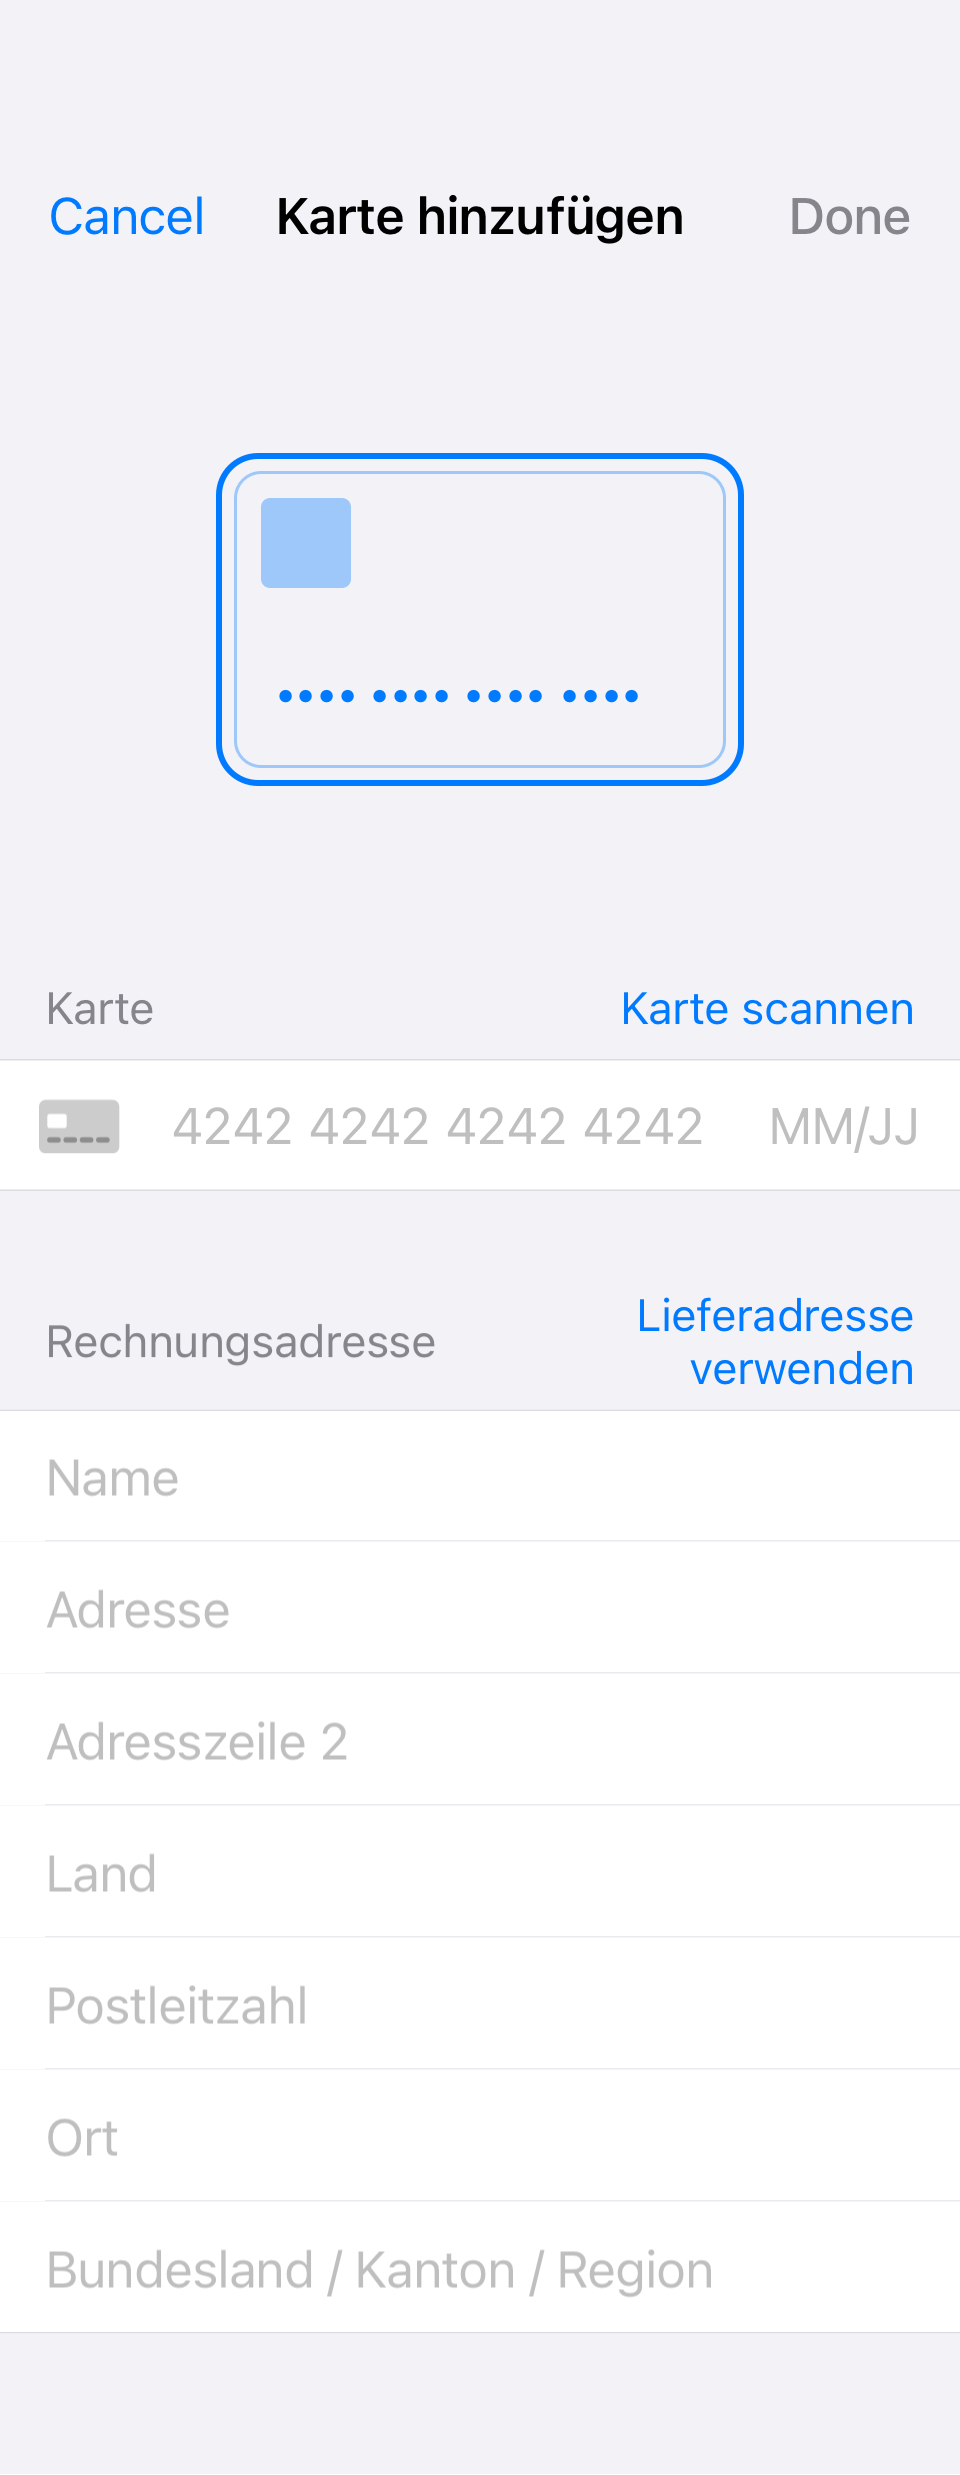 Cancel Karte hinzufügen Done
•••• •••• •••• ••••
Karte Karte scannen
4242 4242 4242 4242 MM/JJ
Rechnungsadresse Lieferadresse
verwenden
Name
Adresse
Adresszeile 2
Land
Postleitzahl
Ort
Bundesland / Kanton / Region